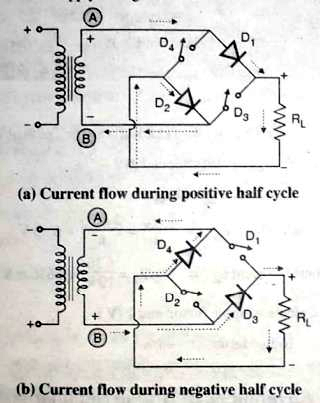 A
+
D4
D1
+
+
D2
D3
RL
−
−
−
B
(a) Current flow during positive half cycle
A
−
−
D4
D1
+
D2
D3
RL
+
+
−
B
(b) Current flow during negative half cycle